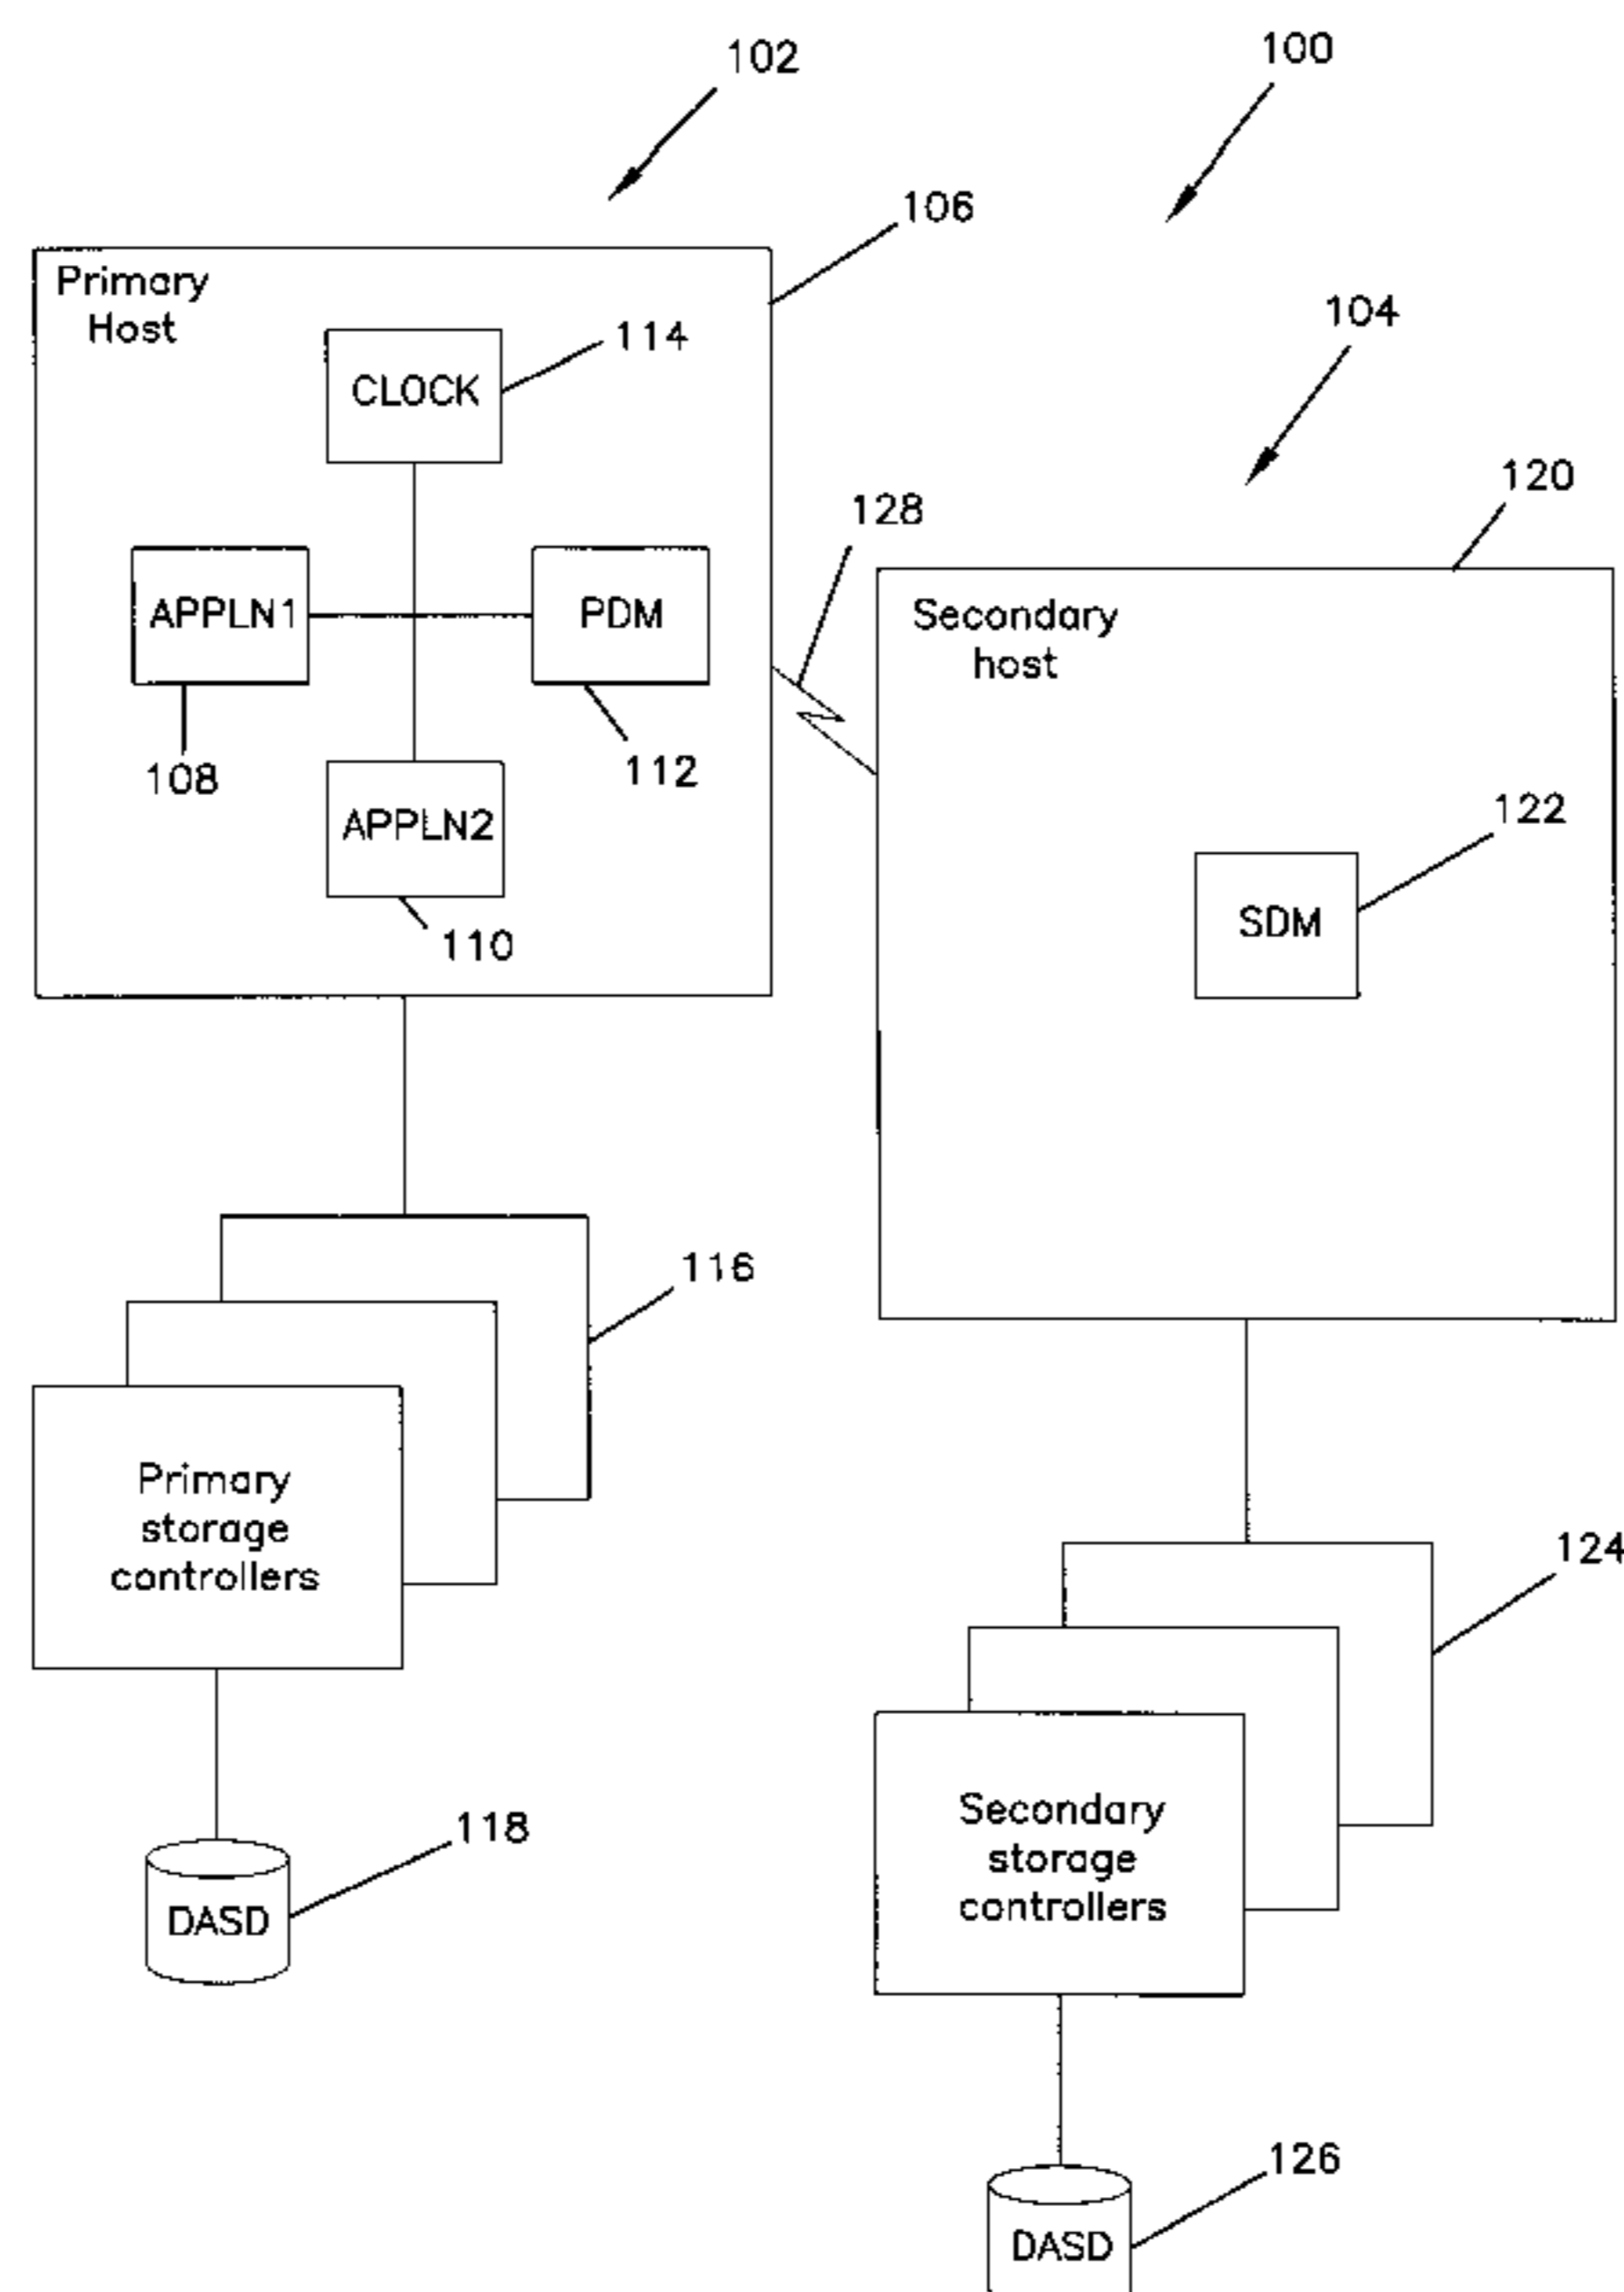 102
100
106
Primary
Host
104
114
CLOCK
120
128
APPLN1
PDM
Secondary
host
108
112
122
APPLN2
SDM
110
116
Primary
storage
controllers
124
Secondary
storage
controllers
118
DASD
126
DASD